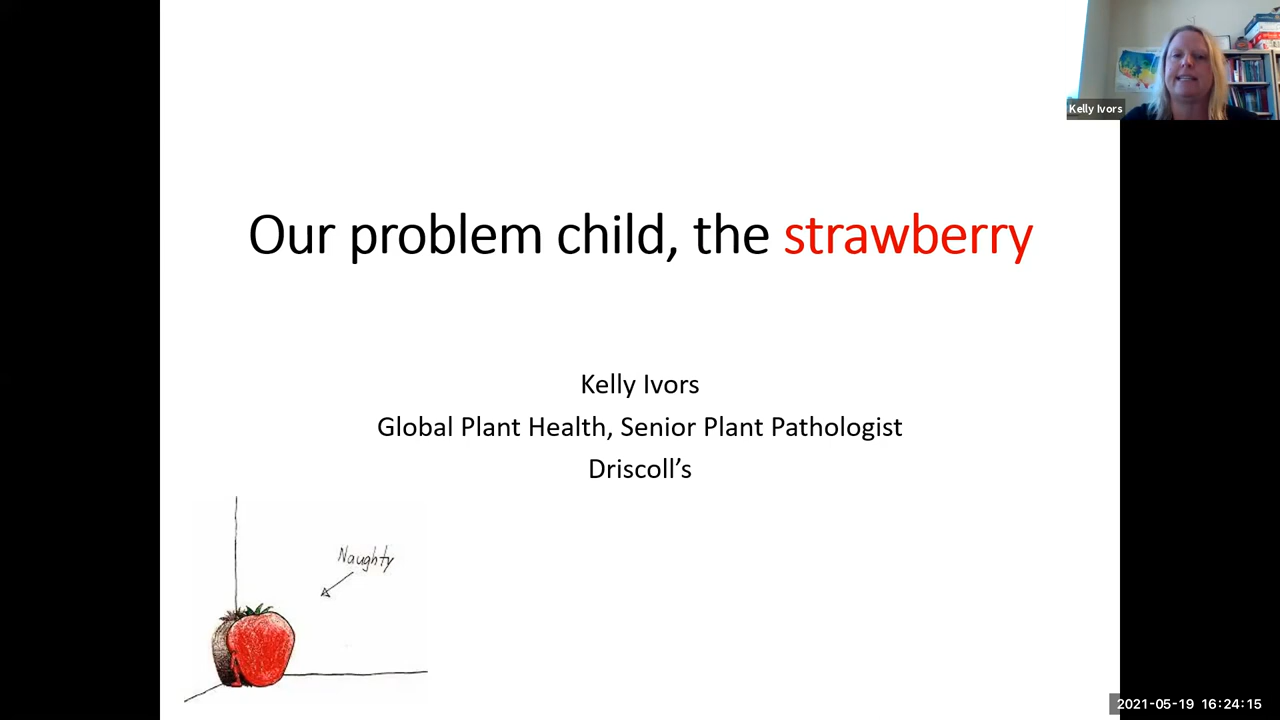 Kelly Ivors
Our problem child, the strawberry
Kelly Ivors
Global Plant Health, Senior Plant Pathologist
Driscoll’s
Naughty
2021-05-19 16:24:15